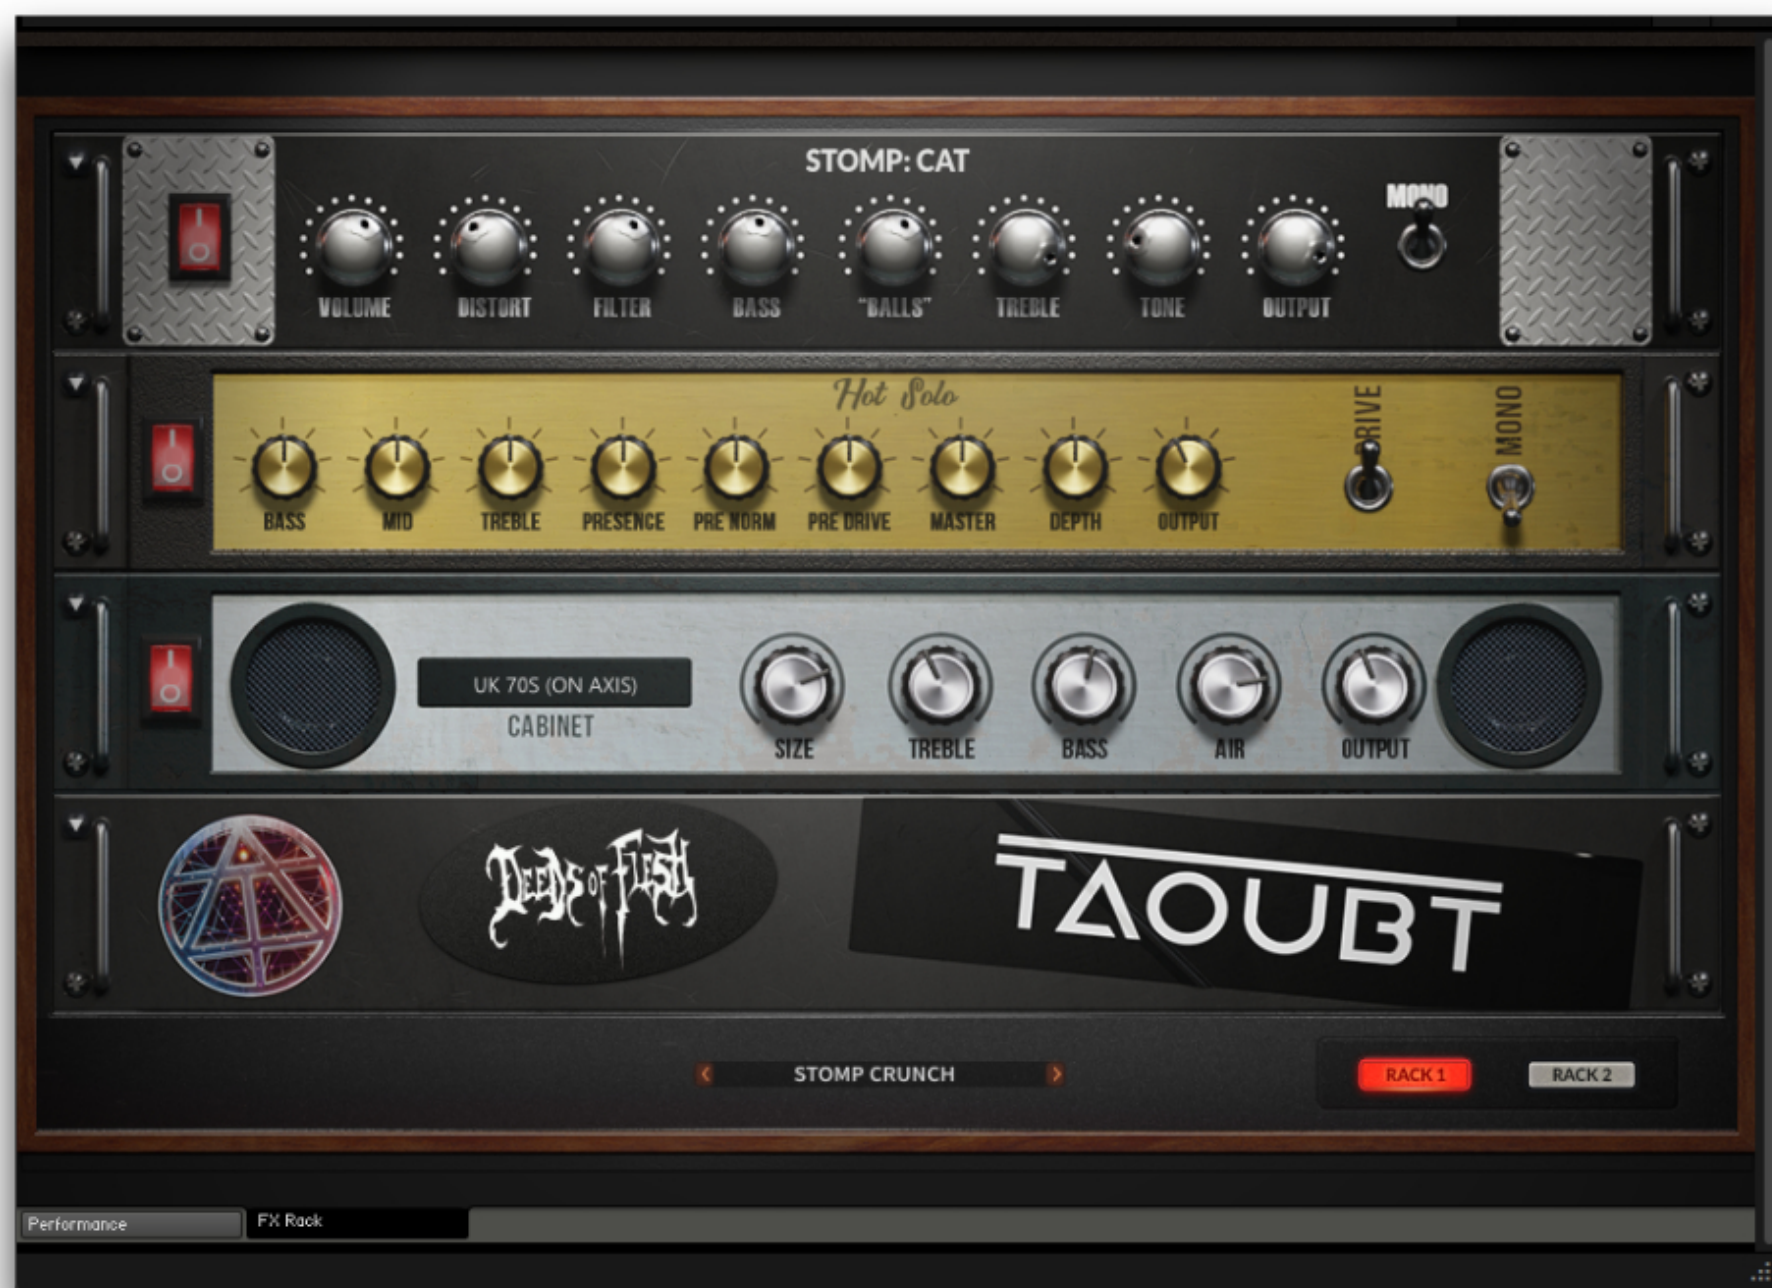 STOMP: CAT
MONO
VOLUME DISTORT FILTER BASS "BALLS" TREBLE TONE OUTPUT
Hot Solo
DRIVE
MONO
BASS MID TREBLE PRESENCE PRE NORM PRE DRIVE MASTER DEPTH OUTPUT
UK 70S (ON AXIS)
CABINET
SIZE TREBLE BASS AIR OUTPUT
DEEDS OF FLESH
TAOUBT
STOMP CRUNCH
RACK 1
RACK 2
Performance
FX Rack